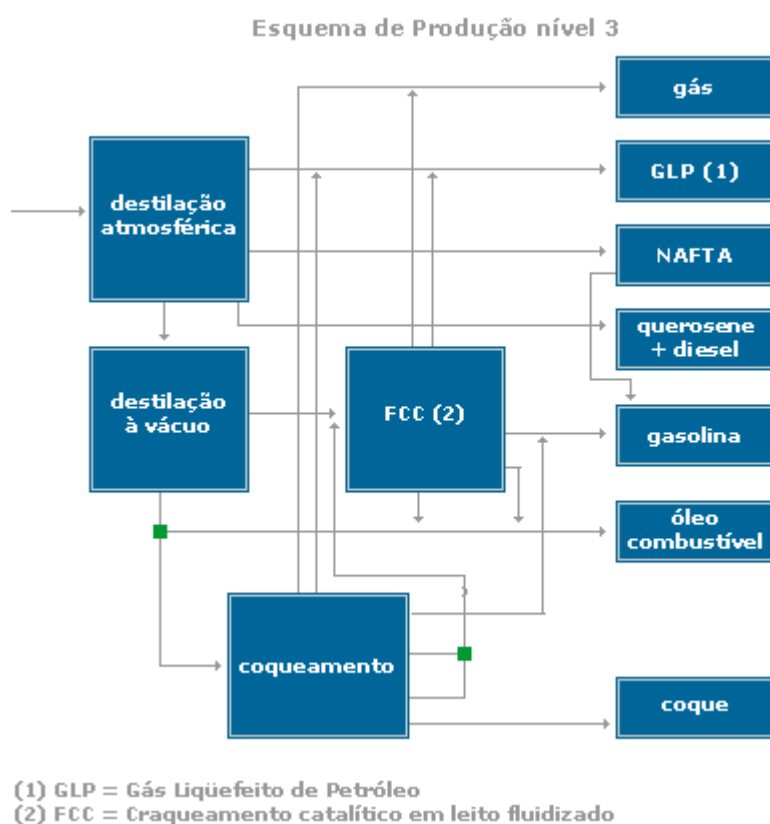 Esquema de Produção nível 3
gás
destilação
atmosférica
GLP (1)
NAFTA
querosene
+ diesel
destilação
à vácuo
FCC (2)
gasolina
óleo
combustível
coqueamento
coque
(1) GLP = Gás Liqüefeito de Petróleo
(2) FCC = Craqueamento catalítico em leito fluidizado